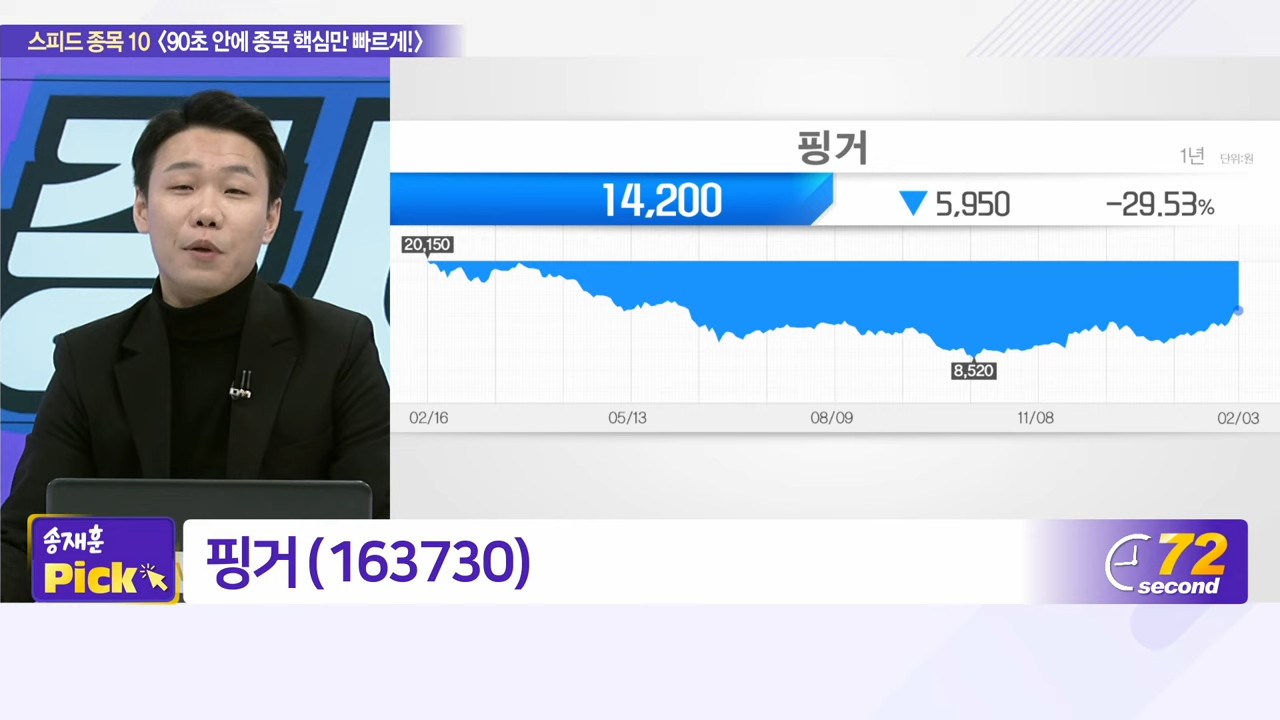 스피드 종목 10 〈90초 안에 종목 핵심만 빠르게!〉
핑거
1년 단위:원
14,200 ▼ 5,950 -29.53%
20,150
8,520
02/16 05/13 08/09 11/08 02/03
송재훈
Pick
핑거(163730)
72
second